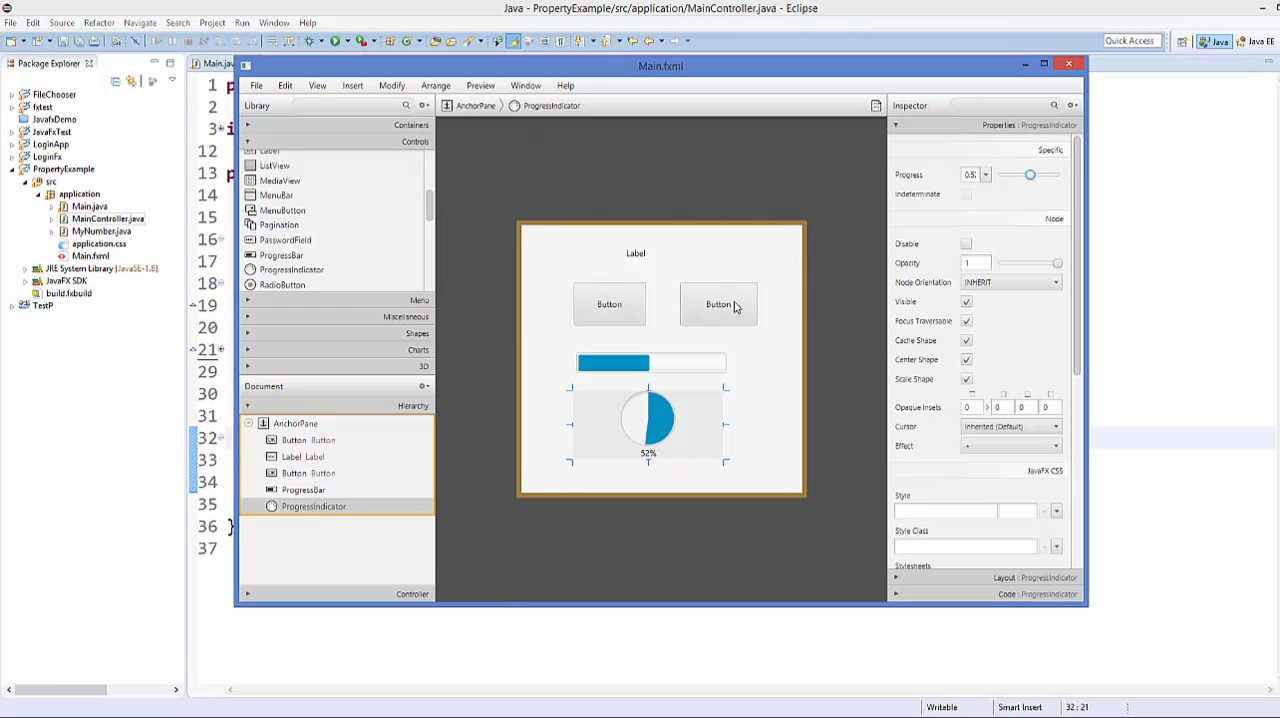 Java - PropertyExample/src/application/MainController.java - Eclipse
File Edit Source Refactor Navigate Search Project Run Window Help
Quick Access Java Java EE
Package Explorer
FileChooser
fxtest
JavafxDemo
JavaFxTest
LoginApp
LoginFx
PropertyExample
src
application
Main.java
MainController.java
MyNumber.java
application.css
Main.fxml
JRE System Library [JavaSE-1.8]
JavaFX SDK
build.fxbuild
TestP
Main.jav
1 p
2
3 i
12
13 p
14
15
16
17
18
19
20
21
29
30
31
32
33
34
35
36 }
37
Main.fxml
File Edit View Insert Modify Arrange Preview Window Help
Library
Containers
Controls
Label
ListView
MediaView
MenuBar
MenuButton
Pagination
PasswordField
ProgressBar
ProgressIndicator
RadioButton
Menu
Miscellaneous
Shapes
Charts
3D
Document
Hierarchy
AnchorPane
Button Button
Label Label
Button Button
ProgressBar
ProgressIndicator
Controller
AnchorPane ProgressIndicator
Label
Button Button
52%
Inspector
Properties : ProgressIndicator
Specific
Progress 0.5
Indeterminate
Node
Disable
Opacity 1
Node Orientation INHERIT
Visible
Focus Traversable
Cache Shape
Center Shape
Scale Shape
Opaque Insets 0 0 0 0
Cursor Inherited (Default)
Effect +
JavaFX CSS
Style
Style Class
Stylesheets
Layout : ProgressIndicator
Code : ProgressIndicator
Writable Smart Insert 32 : 21